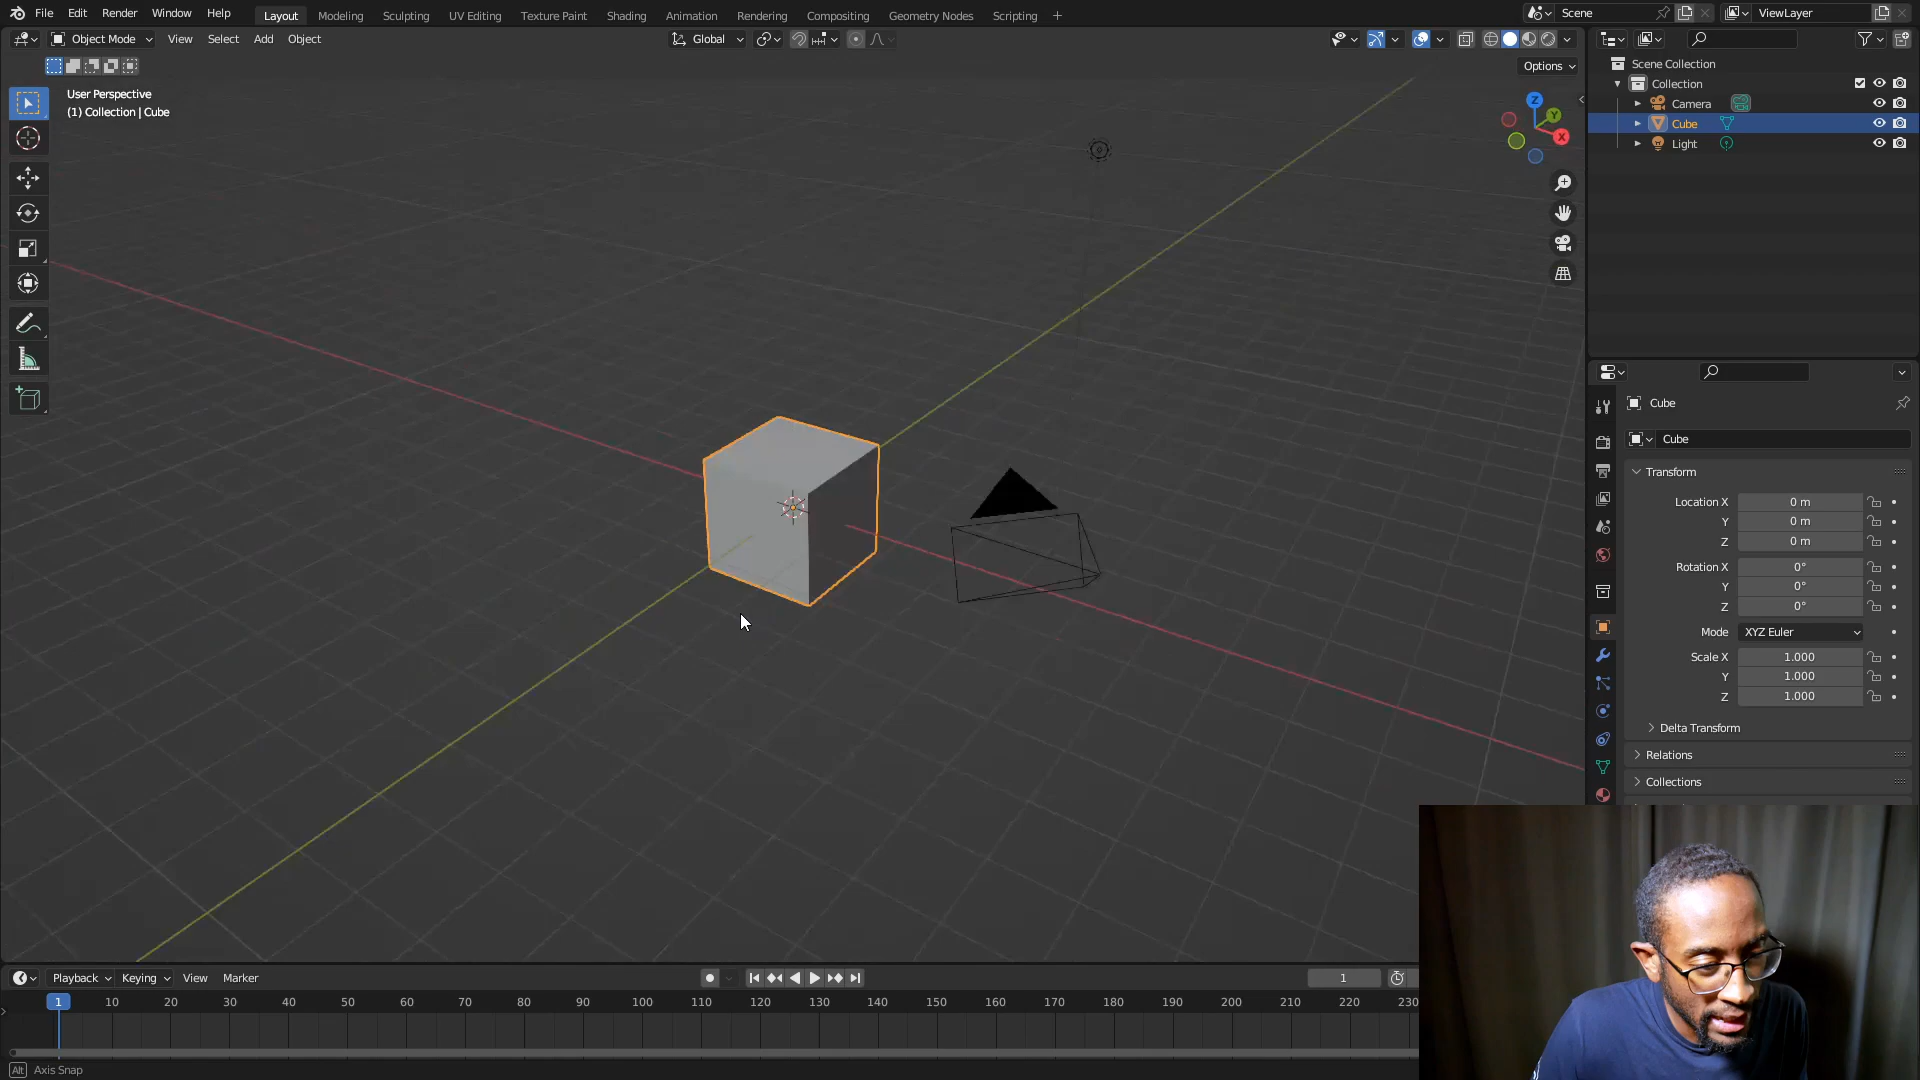 File Edit Render Window Help Layout Modeling Sculpting UV Editing Texture Paint Shading Animation Rendering Compositing Geometry Nodes Scripting + Scene ViewLayer
Object Mode View Select Add Object Global
Options
User Perspective
(1) Collection | Cube
Z
Y
X
Scene Collection
Collection
Camera
Cube
Light
Cube
Cube
Transform
Location X 0 m
Y 0 m
Z 0 m
Rotation X 0°
Y 0°
Z 0°
Mode XYZ Euler
Scale X 1.000
Y 1.000
Z 1.000
Delta Transform
Relations
Collections
Playback Keying View Marker 1
1 10 20 30 40 50 60 70 80 90 100 110 120 130 140 150 160 170 180 190 200 210 220 230
Alt Axis Snap